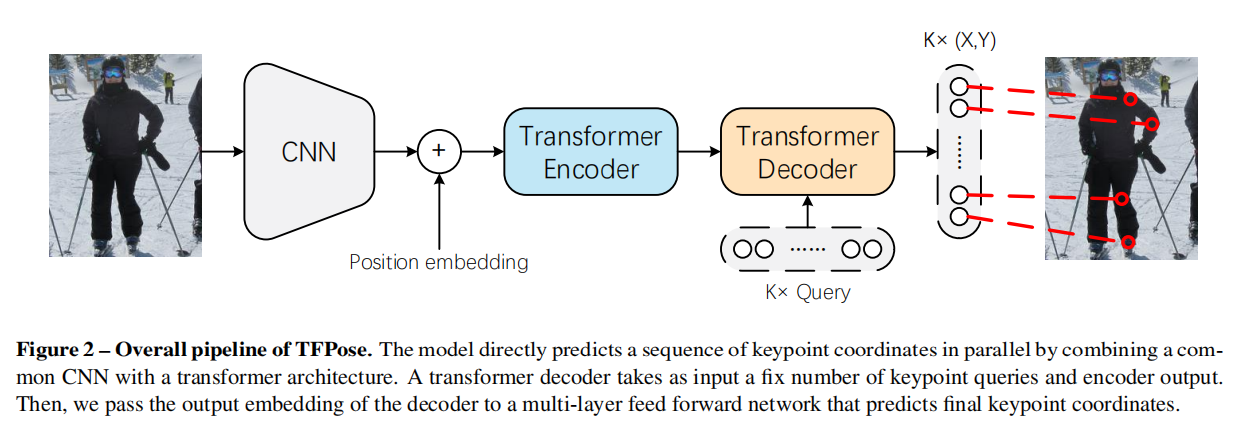 K× (X,Y)
CNN
+
Transformer
Encoder
Transformer
Decoder
......
......
Position embedding
K× Query
Figure 2 – Overall pipeline of TFPose. The model directly predicts a sequence of keypoint coordinates in parallel by combining a com-
mon CNN with a transformer architecture. A transformer decoder takes as input a fix number of keypoint queries and encoder output.
Then, we pass the output embedding of the decoder to a multi-layer feed forward network that predicts final keypoint coordinates.